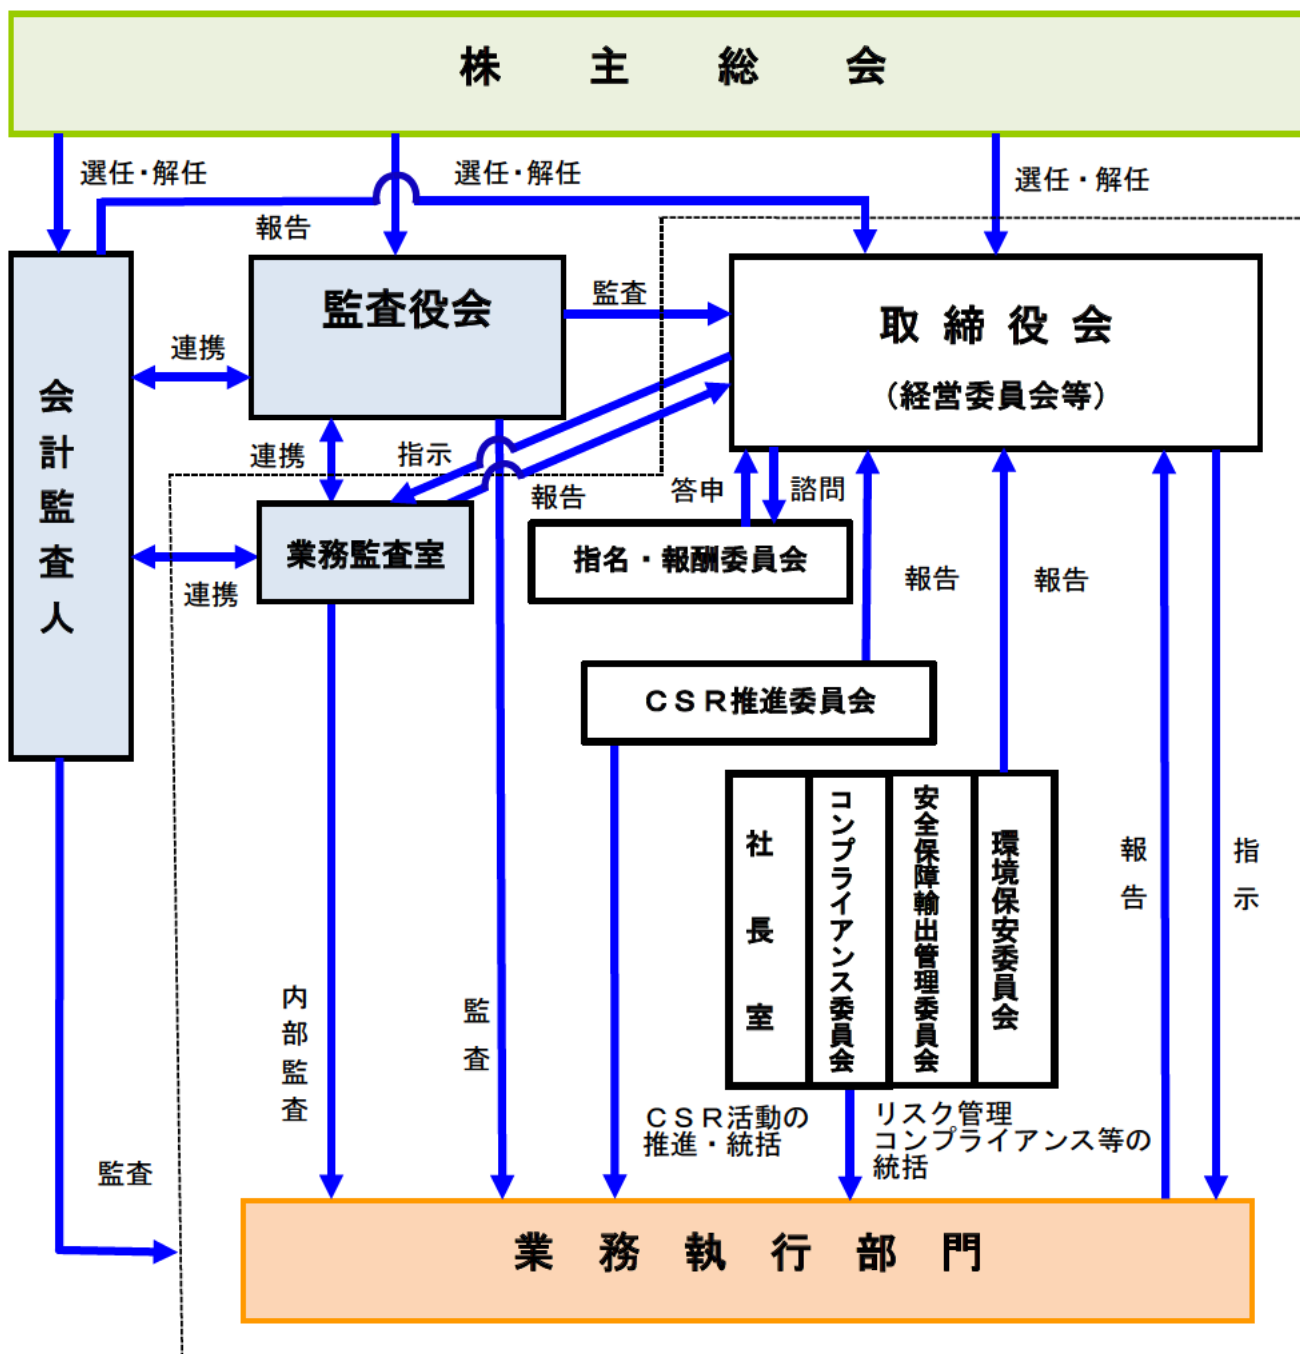 株主総会
選任・解任
選任・解任
選任・解任
報告
監査役会
監査
取締役会
（経営委員会等）
連携
会計監査人
連携
指示
報告
答申
諮問
業務監査室
連携
指名・報酬委員会
報告
報告
ＣＳＲ推進委員会
社長室
コンプライアンス委員会
安全保障輸出管理委員会
環境保安委員会
報告
指示
内部監査
監査
ＣＳＲ活動の
推進・統括
リスク管理
コンプライアンス等の
統括
監査
業務執行部門